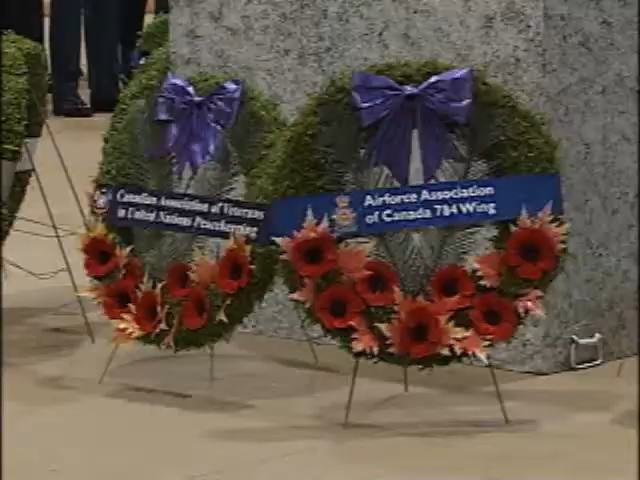 Canadian Association of Veterans
in United Nations Peacekeeping
Airforce Association
of Canada 784 Wing